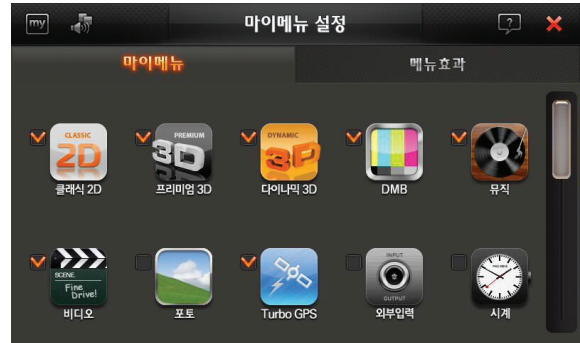 my
마이메뉴 설정
?
마이메뉴
메뉴효과
CLASSIC
2D
클래식 2D
PREMIUM
3D
프리미엄 3D
DYNAMIC
3D
다이나믹 3D
DMB
뮤직
SCENE.
Fine
Drive!
비디오
포토
Turbo GPS
INPUT
OUTPUT
외부입력
시계